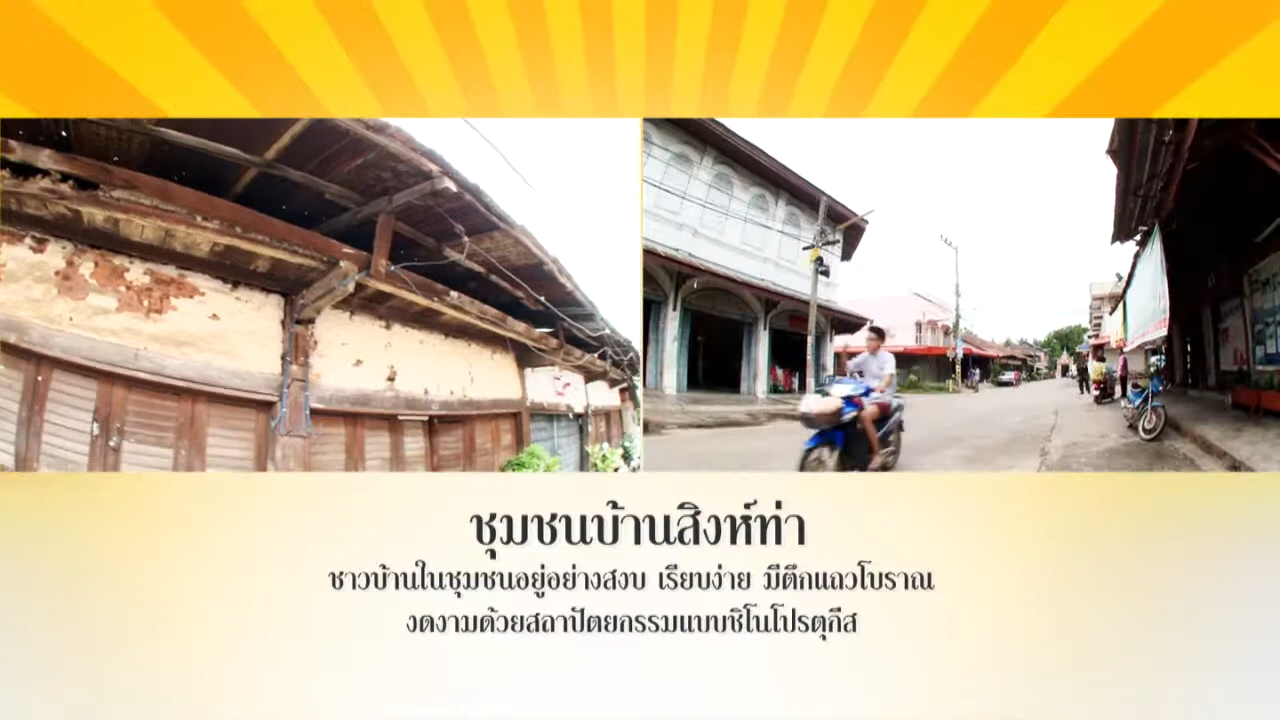 ชุมชนบ้านสิงห์ท่า
ชาวบ้านในชุมชนอยู่อย่างสงบ เรียบง่าย มีตึกแถวโบราณ
งดงามด้วยสถาปัตยกรรมแบบชิโนโปรตุกีส